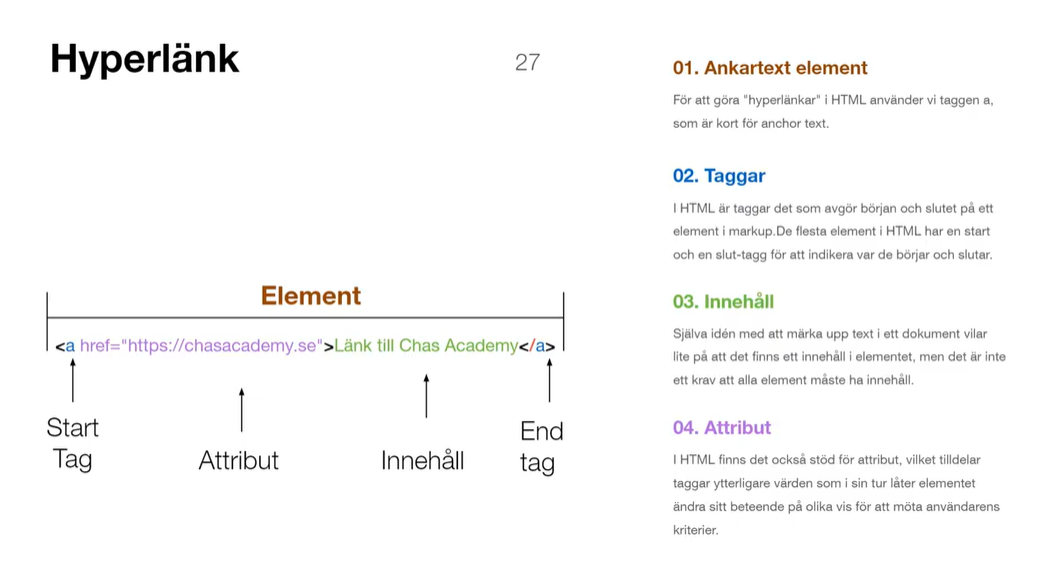 Hyperlänk
27
Element
<a href="https://chasacademy.se">Länk till Chas Academy</a>
Start
Tag
Attribut
Innehåll
End
tag
01. Ankartext element
För att göra "hyperlänkar" i HTML använder vi taggen a,
som är kort för anchor text.
02. Taggar
I HTML är taggar det som avgör början och slutet på ett
element i markup.De flesta element i HTML har en start
och en slut-tagg för att indikera var de börjar och slutar.
03. Innehåll
Själva idén med att märka upp text i ett dokument vilar
lite på att det finns ett innehåll i elementet, men det är inte
ett krav att alla element måste ha innehåll.
04. Attribut
I HTML finns det också stöd för attribut, vilket tilldelar
taggar ytterligare värden som i sin tur låter elementet
ändra sitt beteende på olika vis för att möta användarens
kriterier.